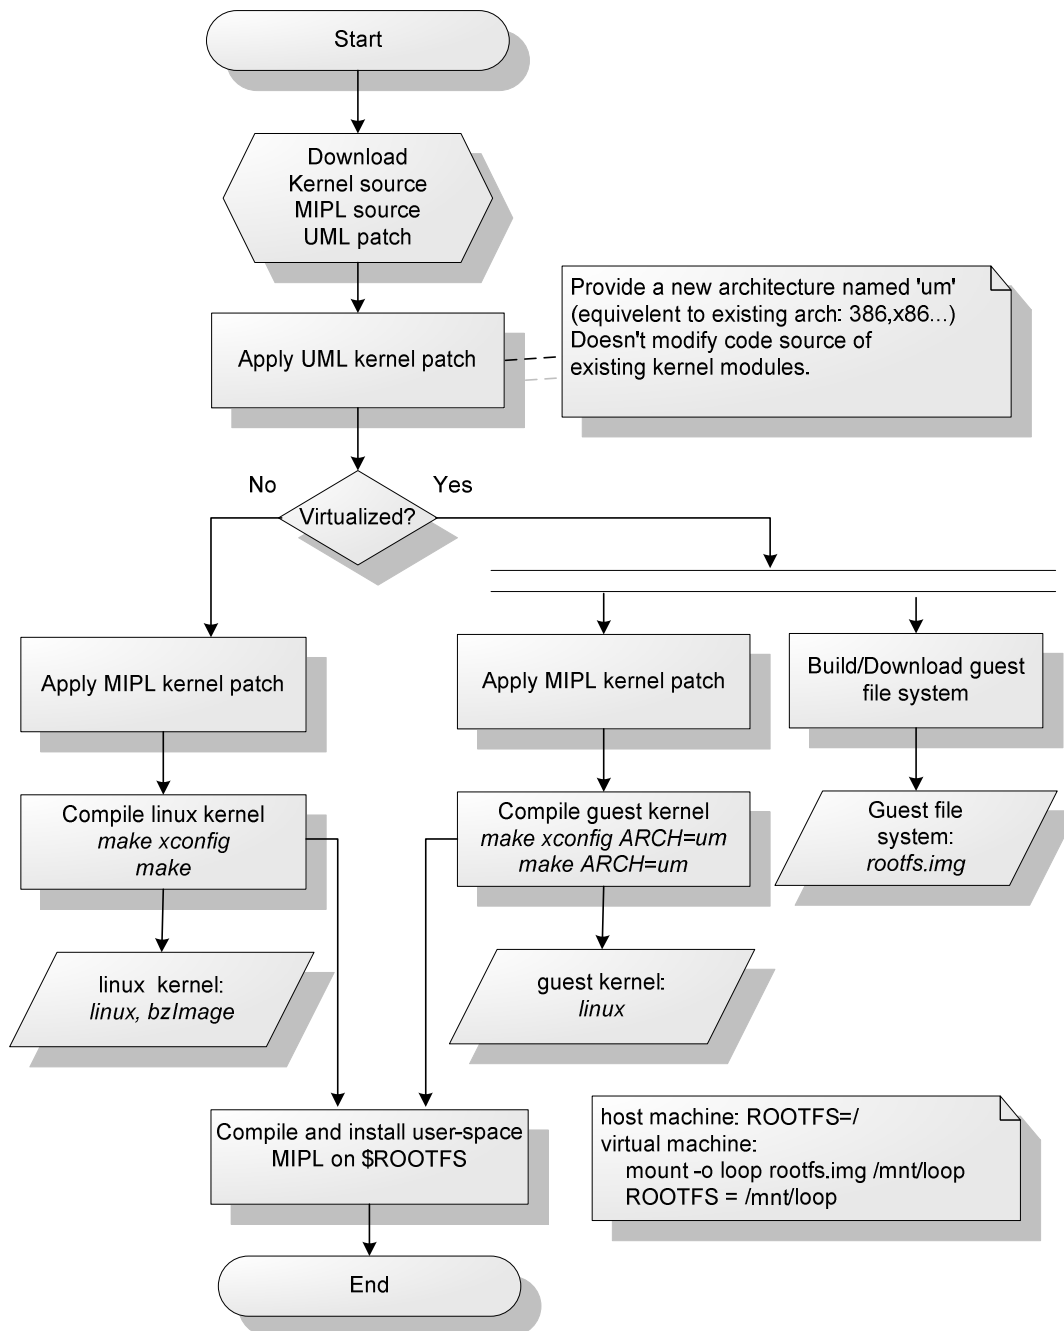 Start
Download
Kernel source
MIPL source
UML patch
Apply UML kernel patch
Provide a new architecture named 'um'
(equivelent to existing arch: 386,x86...)
Doesn't modify code source of
existing kernel modules.
No
Yes
Virtualized?
Apply MIPL kernel patch
Apply MIPL kernel patch
Build/Download guest
file system
Compile linux kernel
make xconfig
make
Compile guest kernel
make xconfig ARCH=um
make ARCH=um
Guest file
system:
rootfs.img
linux kernel:
linux, bzImage
guest kernel:
linux
Compile and install user-space
MIPL on $ROOTFS
host machine: ROOTFS=/
virtual machine:
mount -o loop rootfs.img /mnt/loop
ROOTFS = /mnt/loop
End